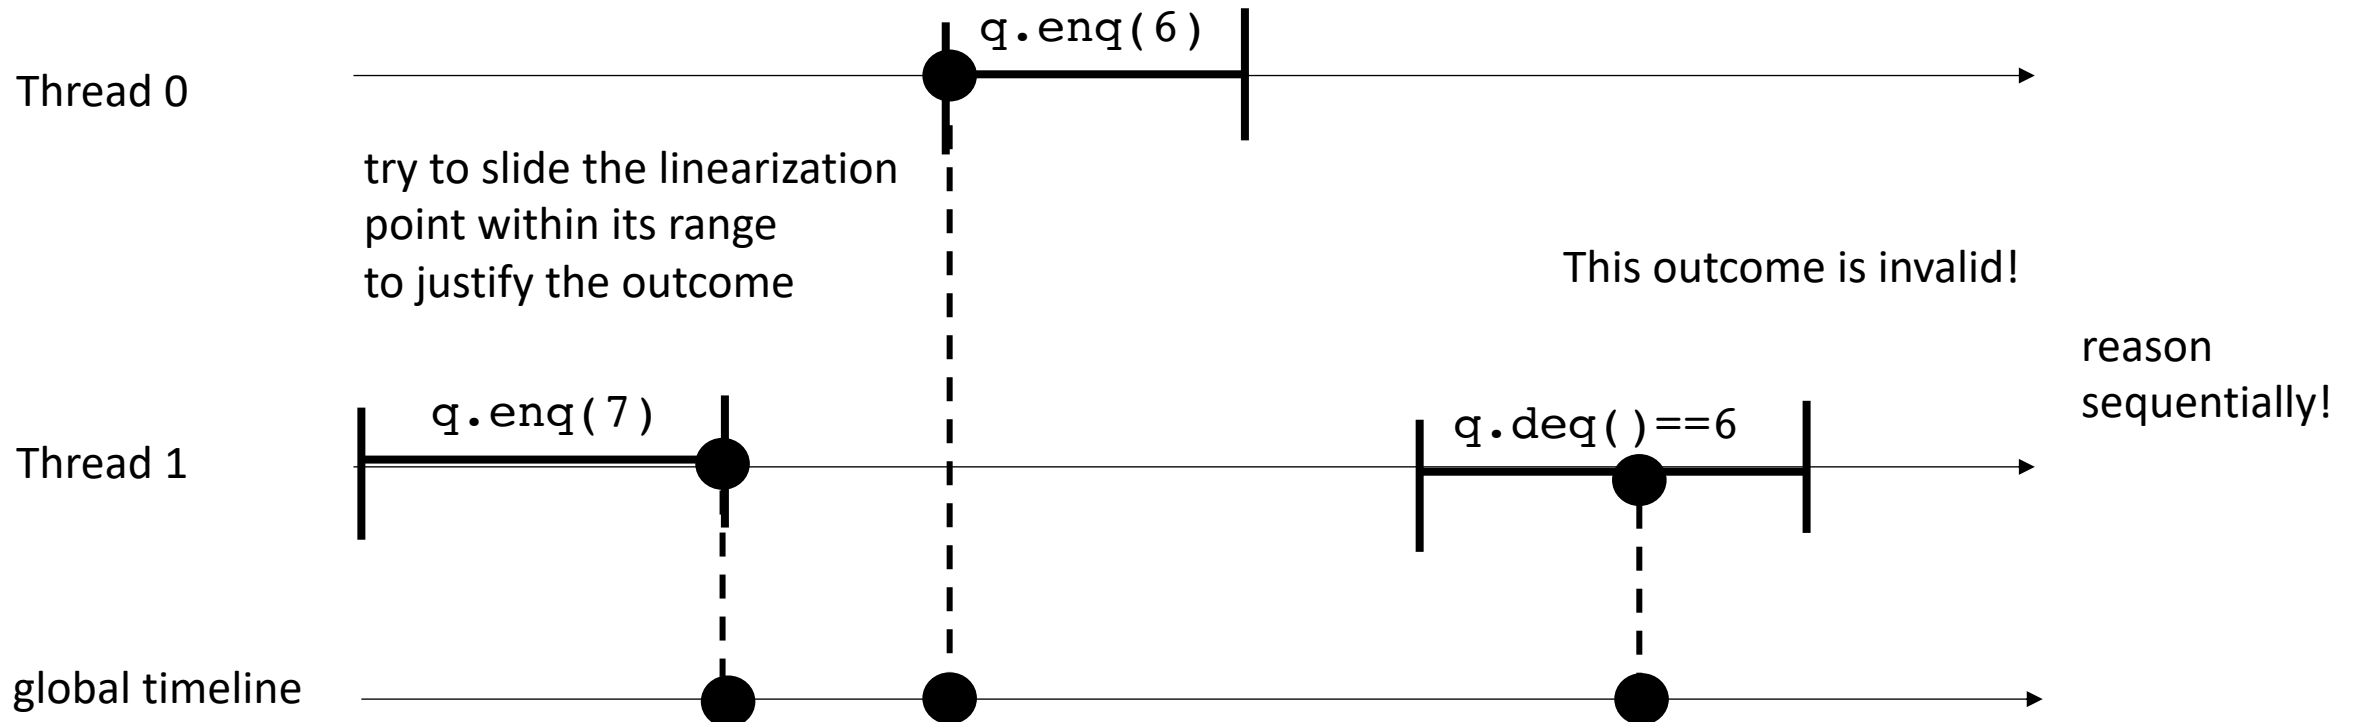 q.enq(6)
Thread 0
try to slide the linearization
point within its range
to justify the outcome
This outcome is invalid!
reason
sequentially!
q.enq(7)
q.deq()==6
Thread 1
global timeline